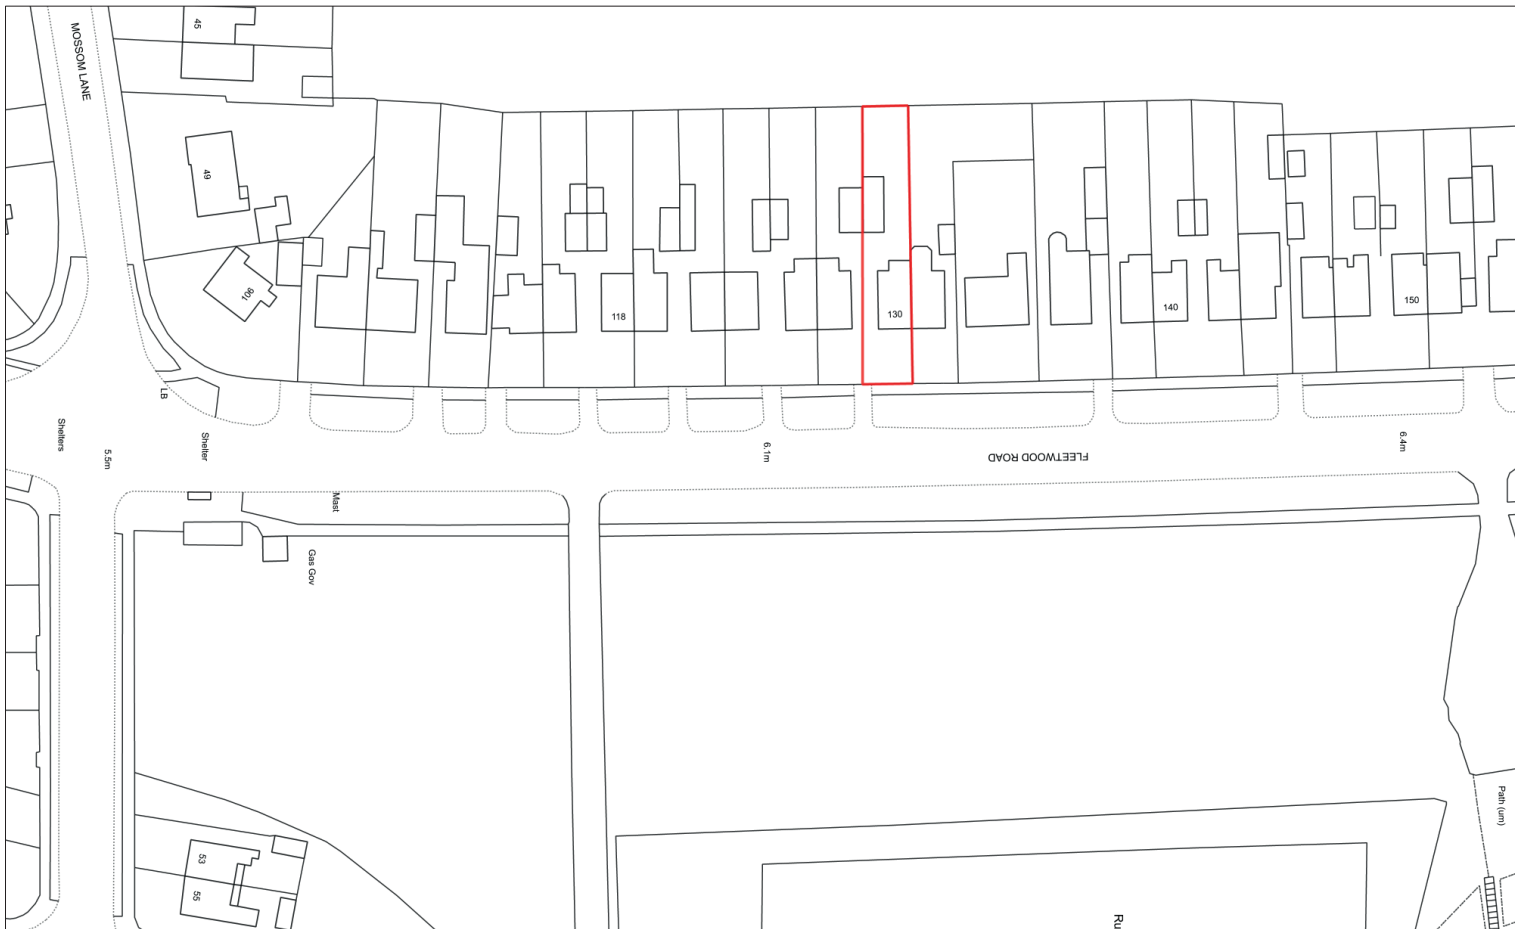 45
MOSSOM LANE
49
106
118
130
140
150
LB
Shelters
5.5m
Shelter
6.1m
FLEETWOOD ROAD
6.4m
Mast
Gas Gov
Path (um)
53
55
Ru